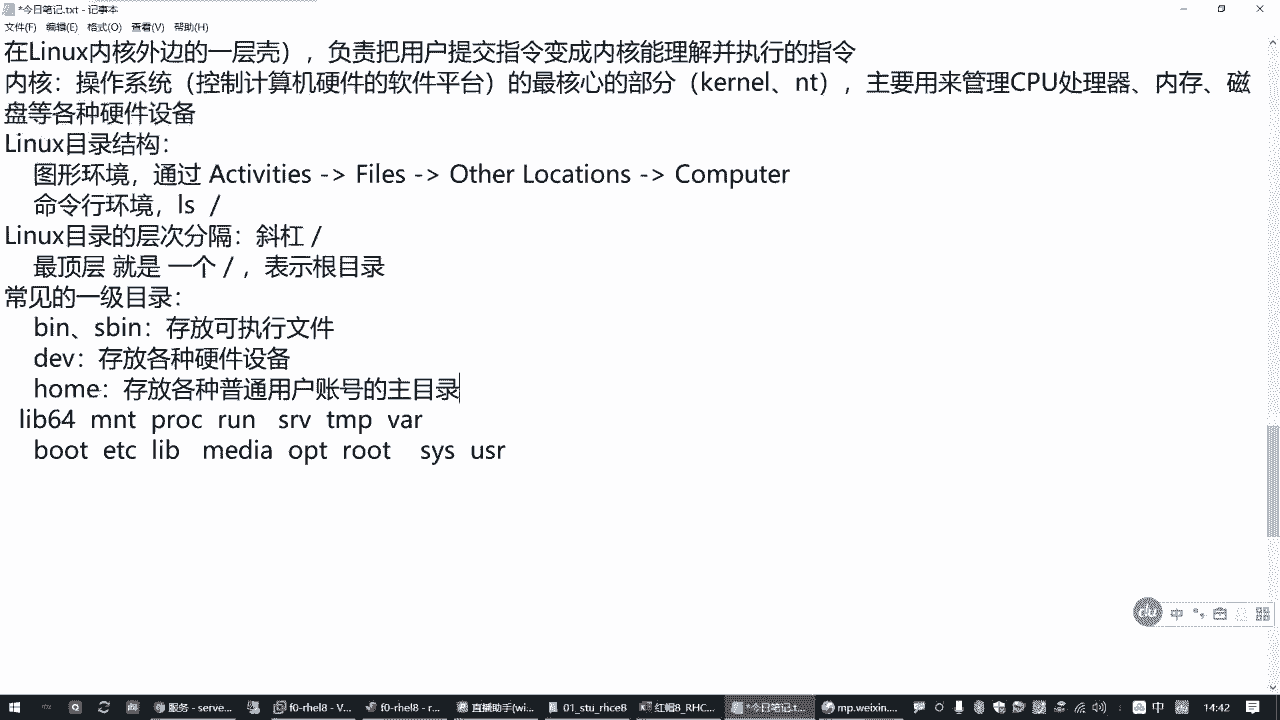 *今日笔记.txt - 记事本
文件(F) 编辑(E) 格式(O) 查看(V) 帮助(H)
在Linux内核外边的一层壳），负责把用户提交指令变成内核能理解并执行的指令
内核：操作系统（控制计算机硬件的软件平台）的最核心的部分（kernel、nt），主要用来管理CPU处理器、内存、磁
盘等各种硬件设备
Linux目录结构：
图形环境，通过 Activities -> Files -> Other Locations -> Computer
命令行环境，ls /
Linux目录的层次分隔：斜杠 /
最顶层 就是 一个 / ，表示根目录
常见的一级目录：
bin、sbin：存放可执行文件
dev：存放各种硬件设备
home：存放各种普通用户账号的主目录
lib64 mnt proc run srv tmp var
boot etc lib media opt root sys usr
du 中
服务 - serve... f0-rhel8 - V... f0-rhel8 - r... 直播助手(wi... 01_stu_rhce8 红帽8_RHC... *今日笔记.t... mp.weixin.... 中 14:42